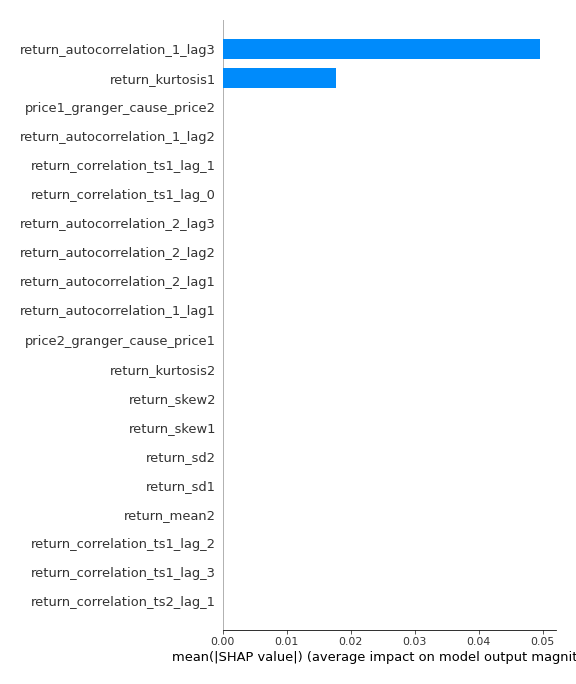 return_autocorrelation_1_lag3
return_kurtosis1
price1_granger_cause_price2
return_autocorrelation_1_lag2
return_correlation_ts1_lag_1
return_correlation_ts1_lag_0
return_autocorrelation_2_lag3
return_autocorrelation_2_lag2
return_autocorrelation_2_lag1
return_autocorrelation_1_lag1
price2_granger_cause_price1
return_kurtosis2
return_skew2
return_skew1
return_sd2
return_sd1
return_mean2
return_correlation_ts1_lag_2
return_correlation_ts1_lag_3
return_correlation_ts2_lag_1
0.00 0.01 0.02 0.03 0.04 0.05
mean(|SHAP value|) (average impact on model output magnit